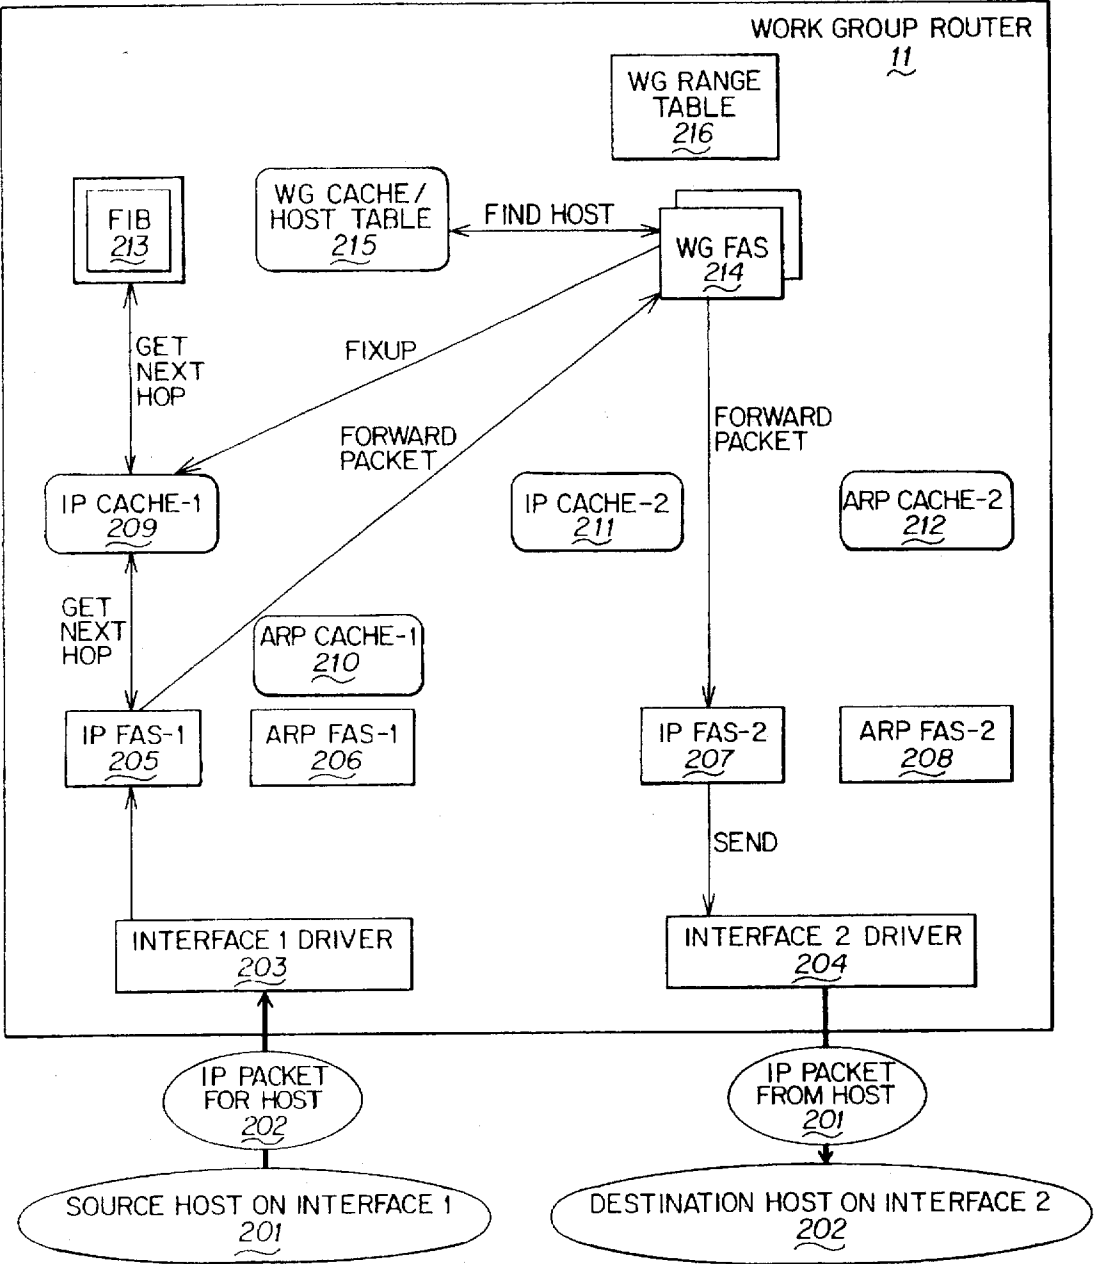 WORK GROUP ROUTER
11
WG RANGE
TABLE
216
FIB
213
WG CACHE/
HOST TABLE
215
FIND HOST
WG FAS
214
GET
NEXT
HOP
FIXUP
FORWARD
PACKET
FORWARD
PACKET
IP CACHE-1
209
IP CACHE-2
211
ARP CACHE-2
212
GET
NEXT
HOP
ARP CACHE-1
210
IP FAS-1
205
ARP FAS-1
206
IP FAS-2
207
ARP FAS-2
208
SEND
INTERFACE 1 DRIVER
203
INTERFACE 2 DRIVER
204
IP PACKET
FOR HOST
202
IP PACKET
FROM HOST
201
SOURCE HOST ON INTERFACE 1
201
DESTINATION HOST ON INTERFACE 2
202